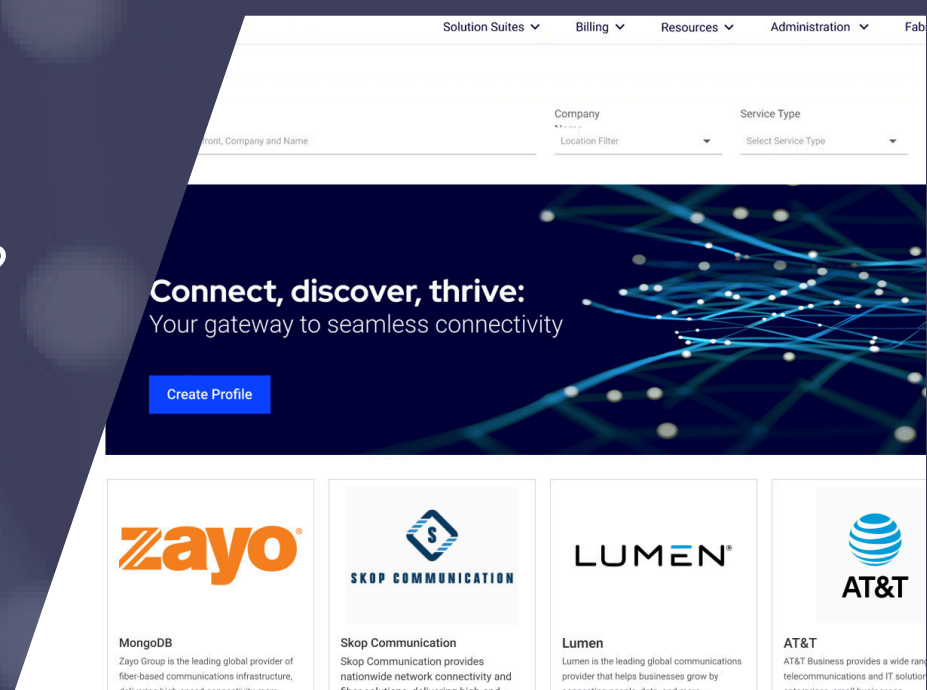 Solution Suites Billing Resources Administration
Company
Service Type
Company and Name
Location Filter
Select Service Type
Connect, discover, thrive:
Your gateway to seamless connectivity
Create Profile
zayo
S
SKOP COMMUNICATION
LUMEN
AT&T
MongoDB
Zayo Group is the leading global provider of
fiber-based communications infrastructure,
Skop Communication
Skop Communication provides
nationwide network connectivity and
Lumen
Lumen is the leading global communications
provider that helps businesses grow by
AT&T
AT&T Business provides a wide
telecommunications and IT